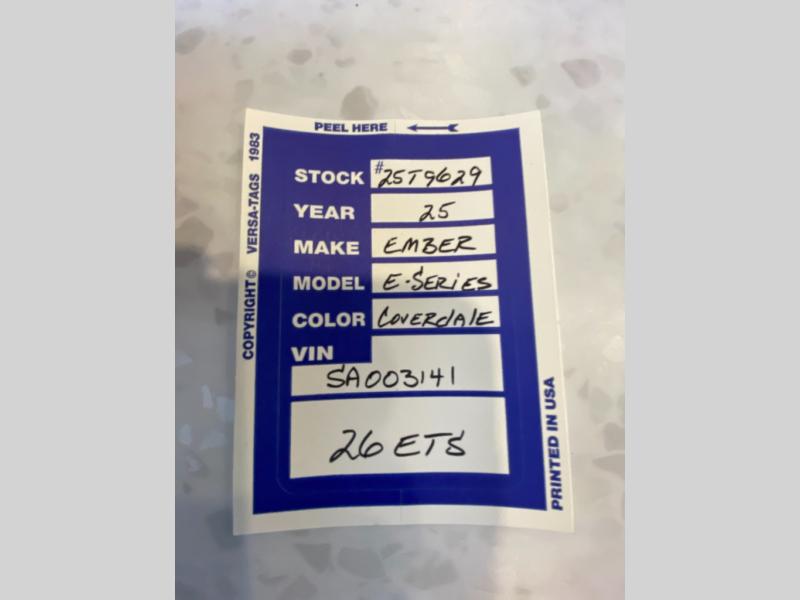 PEEL HERE
COPYRIGHT© VERSA-TAGS 1983
STOCK #25T9629
YEAR 25
MAKE EMBER
MODEL E-SERIES
COLOR COVERDALE
VIN
SA003141
26 ETS
PRINTED IN USA